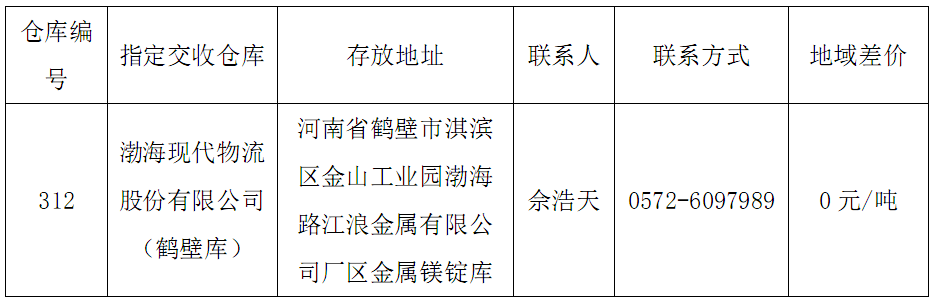 仓库编
号
指定交收仓库
存放地址
联系人
联系方式
地域差价
312
渤海现代物流
股份有限公司
（鹤壁库）
河南省鹤壁市淇滨
区金山工业园渤海
路江浪金属有限公
司厂区金属镁锭库
佘浩天
0572-6097989
0 元/吨